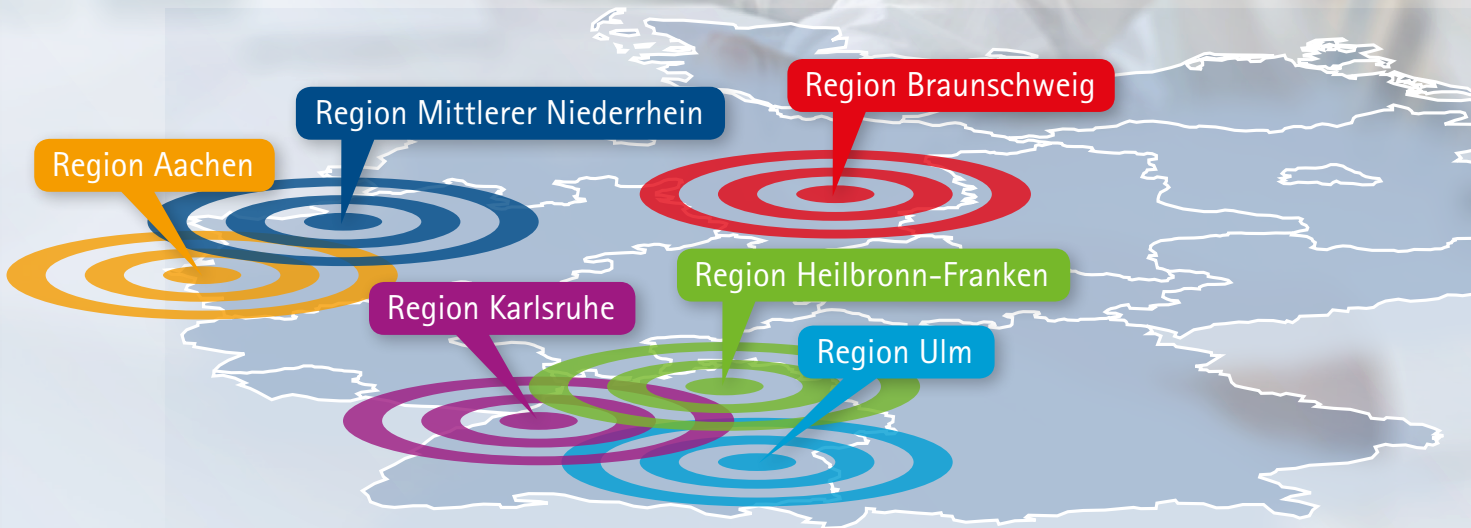 Region Braunschweig
Region Mittlerer Niederrhein
Region Aachen
Region Heilbronn-Franken
Region Karlsruhe
Region Ulm